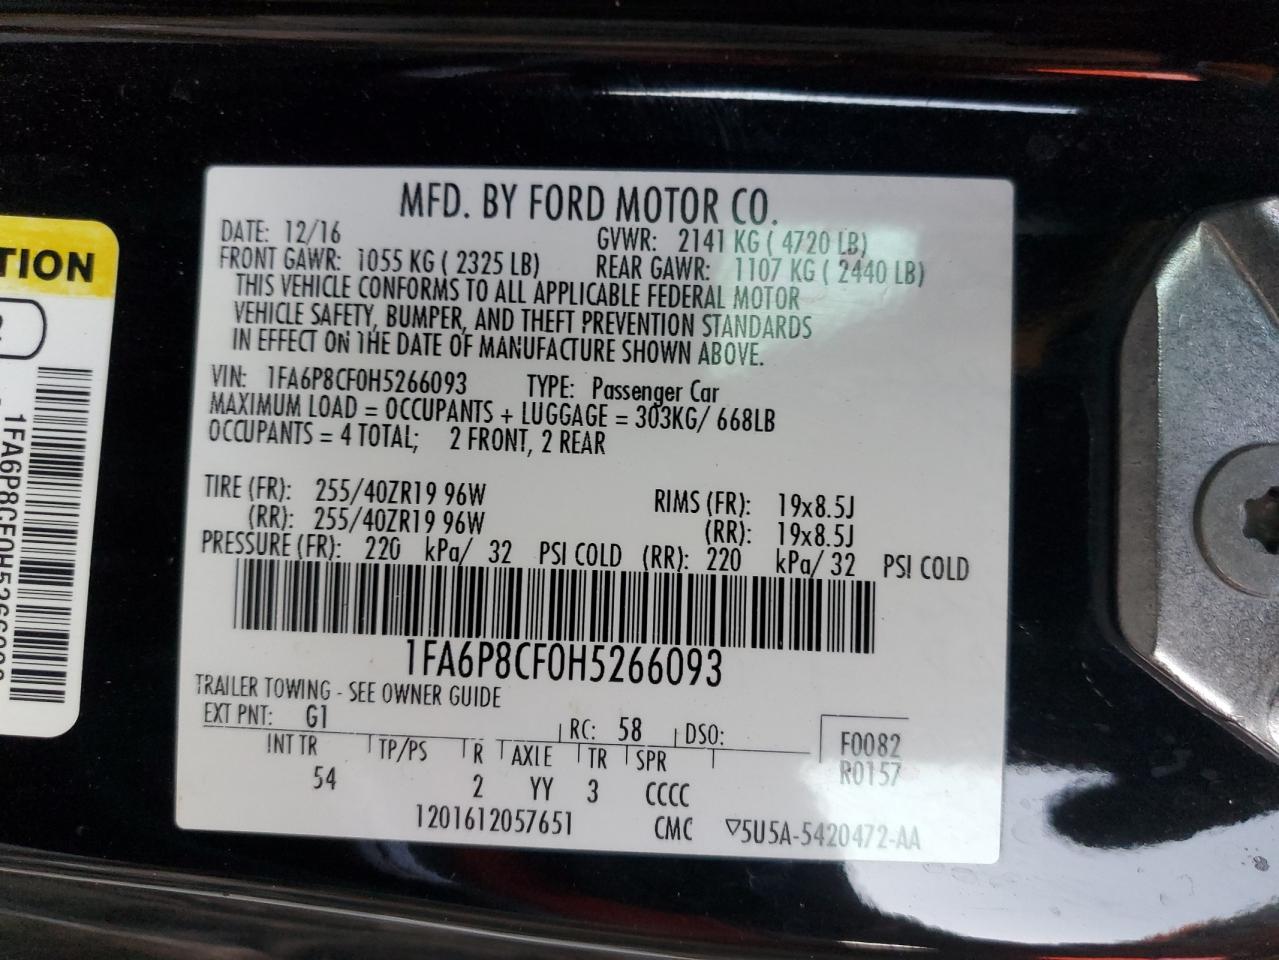 MFD. BY FORD MOTOR CO.
DATE: 12/16 GVWR: 2141 KG ( 4720 LB)
FRONT GAWR: 1055 KG ( 2325 LB) REAR GAWR: 1107 KG ( 2440 LB)
THIS VEHICLE CONFORMS TO ALL APPLICABLE FEDERAL MOTOR
VEHICLE SAFETY, BUMPER, AND THEFT PREVENTION STANDARDS
IN EFFECT ON THE DATE OF MANUFACTURE SHOWN ABOVE.
VIN: 1FA6P8CF0H5266093 TYPE: Passenger Car
MAXIMUM LOAD = OCCUPANTS + LUGGAGE = 303KG/ 668LB
OCCUPANTS = 4 TOTAL; 2 FRONT, 2 REAR
TIRE (FR): 255/40ZR19 96W RIMS (FR): 19x8.5J
(RR): 255/40ZR19 96W (RR): 19x8.5J
PRESSURE (FR): 220 kPa/ 32 PSI COLD (RR): 220 kPa/ 32 PSI COLD
1FA6P8CF0H5266093
TRAILER TOWING - SEE OWNER GUIDE
EXT PNT: G1 RC: 58 DSO: F0082
INT TR TP/PS R AXLE TR SPR R0157
54 2 YY 3 CCCC
1201612057651 CMC ▽5U5A-5420472-AA
TION
1FA6P8CF0H5266093